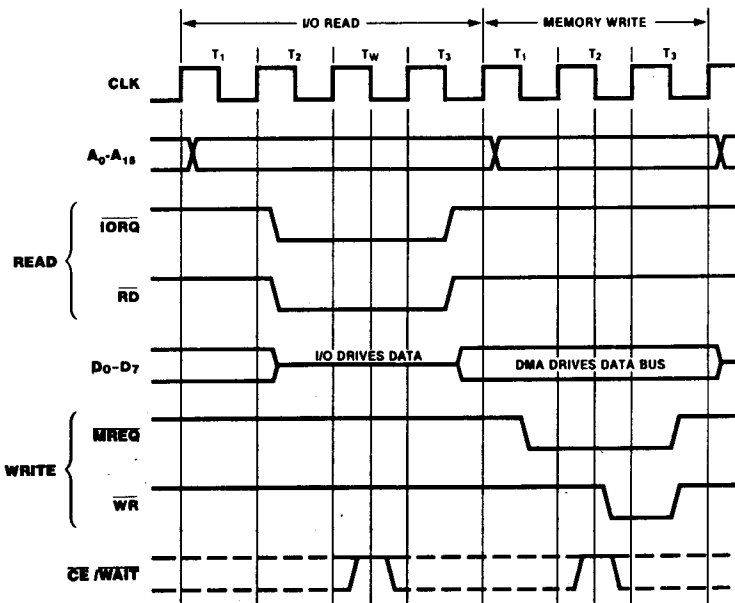 I/O READ MEMORY WRITE
T1 T2 TW T3 T1 T2 T3
CLK
A0-A15
IORQ
READ
RD
D0-D7 I/O DRIVES DATA DMA DRIVES DATA BUS
MREQ
WRITE
WR
CE/WAIT